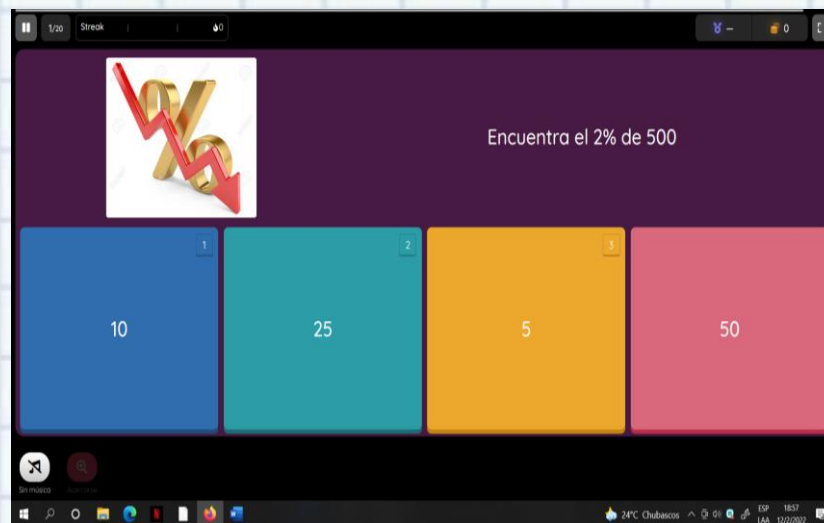 1/20 Streak 0 – 0
Encuentra el 2% de 500
1 2 3
10 25 5 50
Sin música
24°C Chubascos ESP 18:57
LAA 12/2/2022